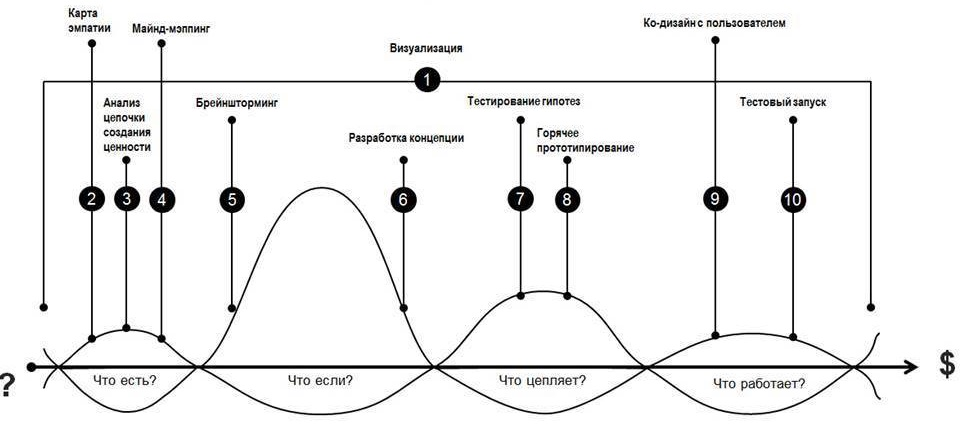 Карта
эмпатии
Майнд-мэппинг
Визуализация
1
Ко-дизайн с пользователем
Анализ
цепочки
создания
ценности
Брейншторминг
Разработка концепции
Тестирование гипотез
Горячее
прототипирование
Тестовый запуск
2
3
4
5
6
7
8
9
10
?
Что есть?
Что если?
Что цепляет?
Что работает?
$